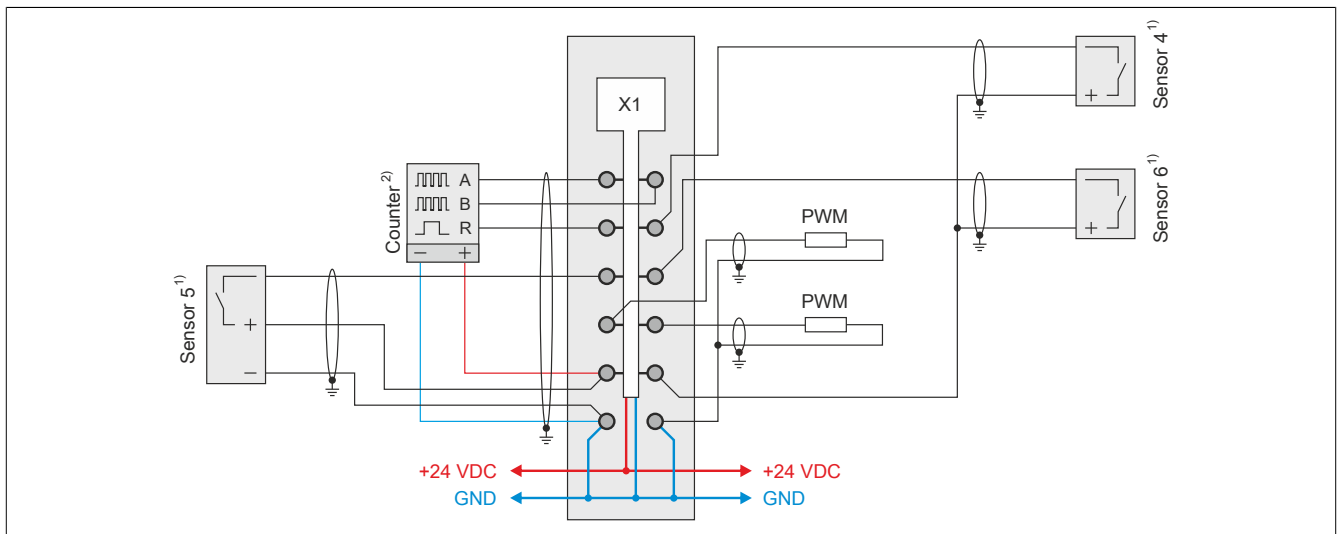 X1
Sensor 4 1)
Counter 2)
A
B
R
− +
Sensor 6 1)
+
+
PWM
PWM
Sensor 5 1)
+
−
+24 VDC
+24 VDC
GND
GND